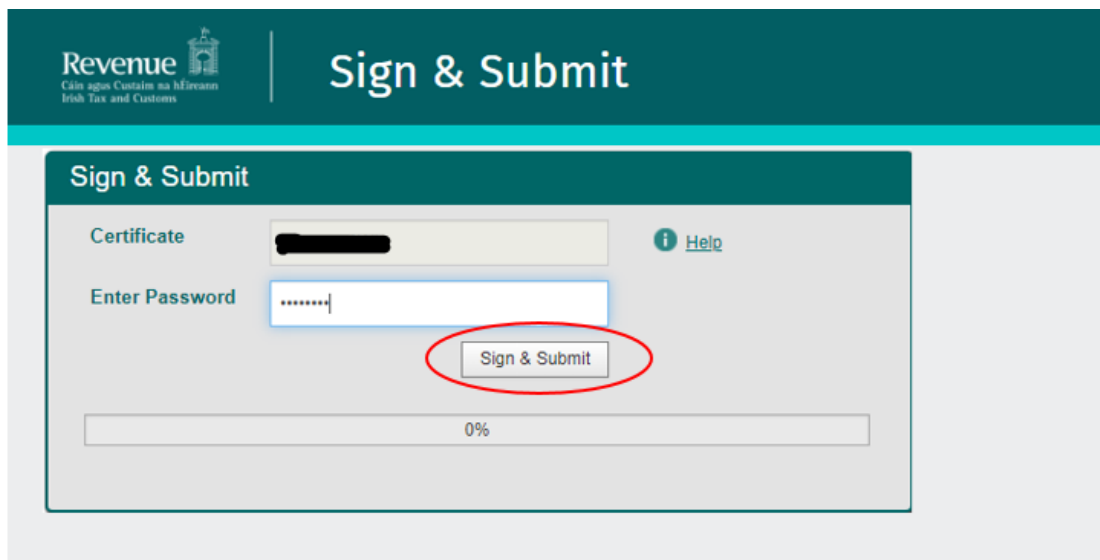 Revenue
Cáin agus Custaim na hÉireann
Irish Tax and Customs
Sign & Submit
Sign & Submit
Certificate
Help
Enter Password
••••••••
Sign & Submit
0%